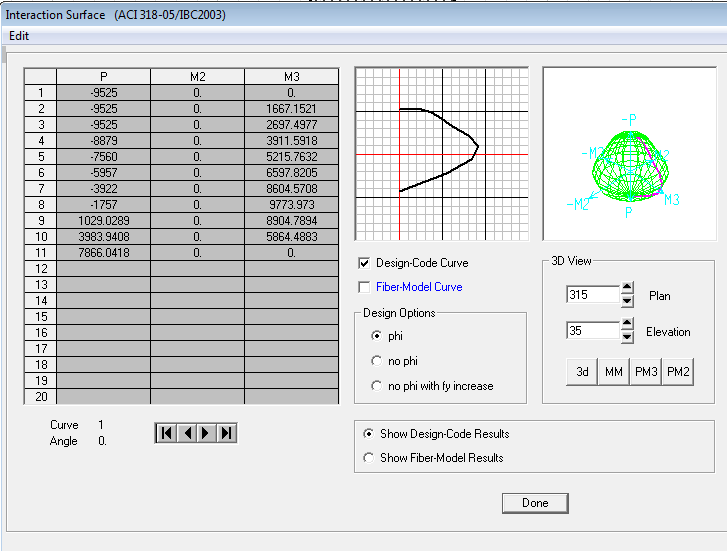 Interaction Surface (ACI 318-05/IBC2003)
Edit
P M2 M3
1 -9525 0. 0.
2 -9525 0. 1667.1521
3 -9525 0. 2697.4977
4 -8879 0. 3911.5918
5 -7560 0. 5215.7632
6 -5957 0. 6597.8205
7 -3922 0. 8604.5708
8 -1757 0. 9773.973
9 1029.0289 0. 8904.7894
10 3983.9408 0. 5864.4883
11 7866.0418 0. 0.
12
13
14
15
16
17
18
19
20
Curve 1
Angle 0.
-P
-M2
M2
-M2
M3
P
Design-Code Curve
Fiber-Model Curve
Design Options
phi
no phi
no phi with fy increase
3D View
315 Plan
35 Elevation
3d MM PM3 PM2
Show Design-Code Results
Show Fiber-Model Results
Done